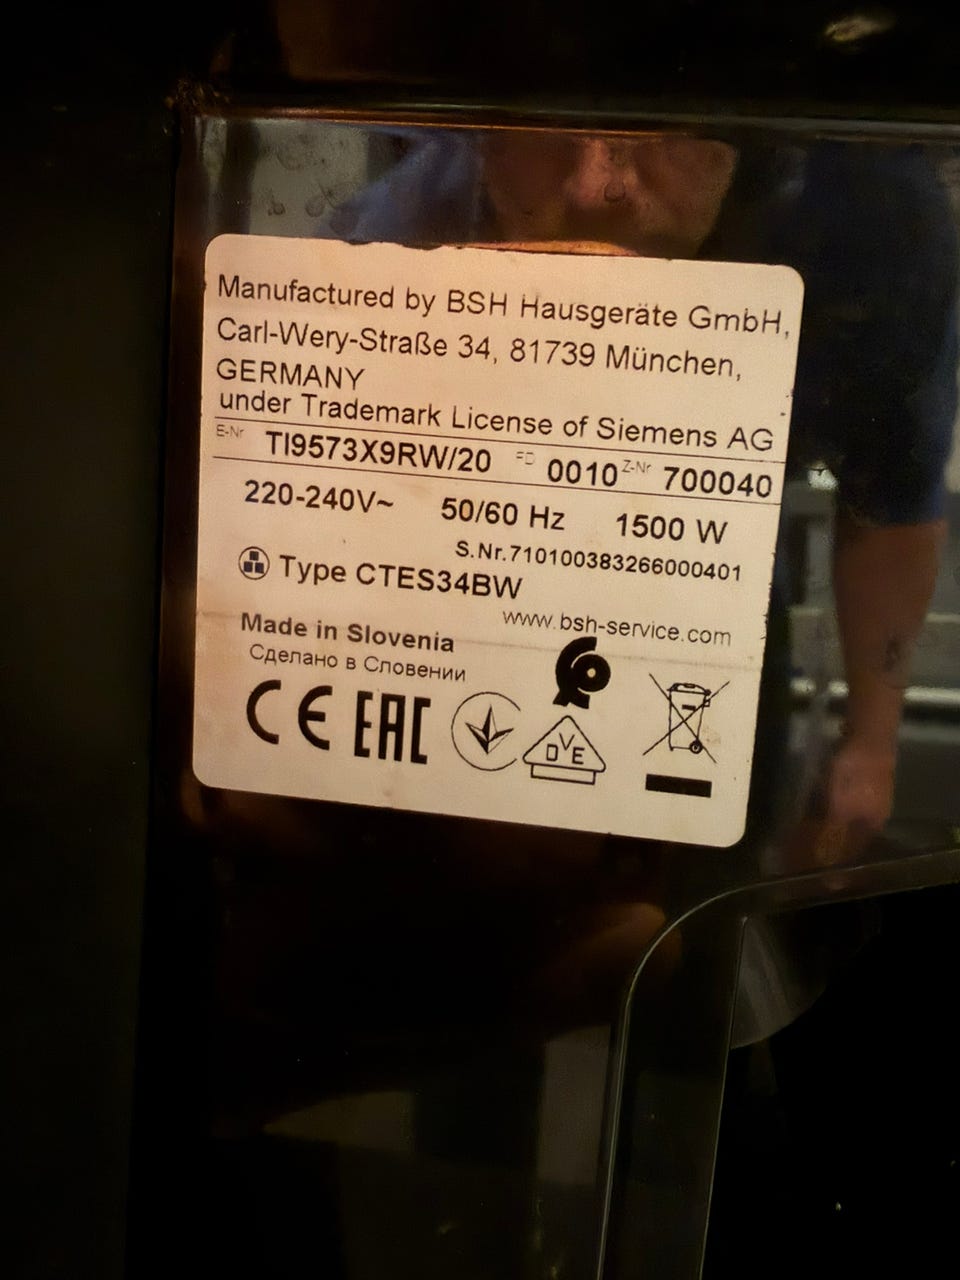 Manufactured by BSH Hausgeräte GmbH,
Carl-Wery-Straße 34, 81739 München,
GERMANY
under Trademark License of Siemens AG
E-Nr TI9573X9RW/20 FD 0010 Z-Nr 700040
220-240V~ 50/60 Hz 1500 W
S.Nr.710100383266000401
Type CTES34BW
www.bsh-service.com
Made in Slovenia
Сделано в Словении
CE EAC
DVE